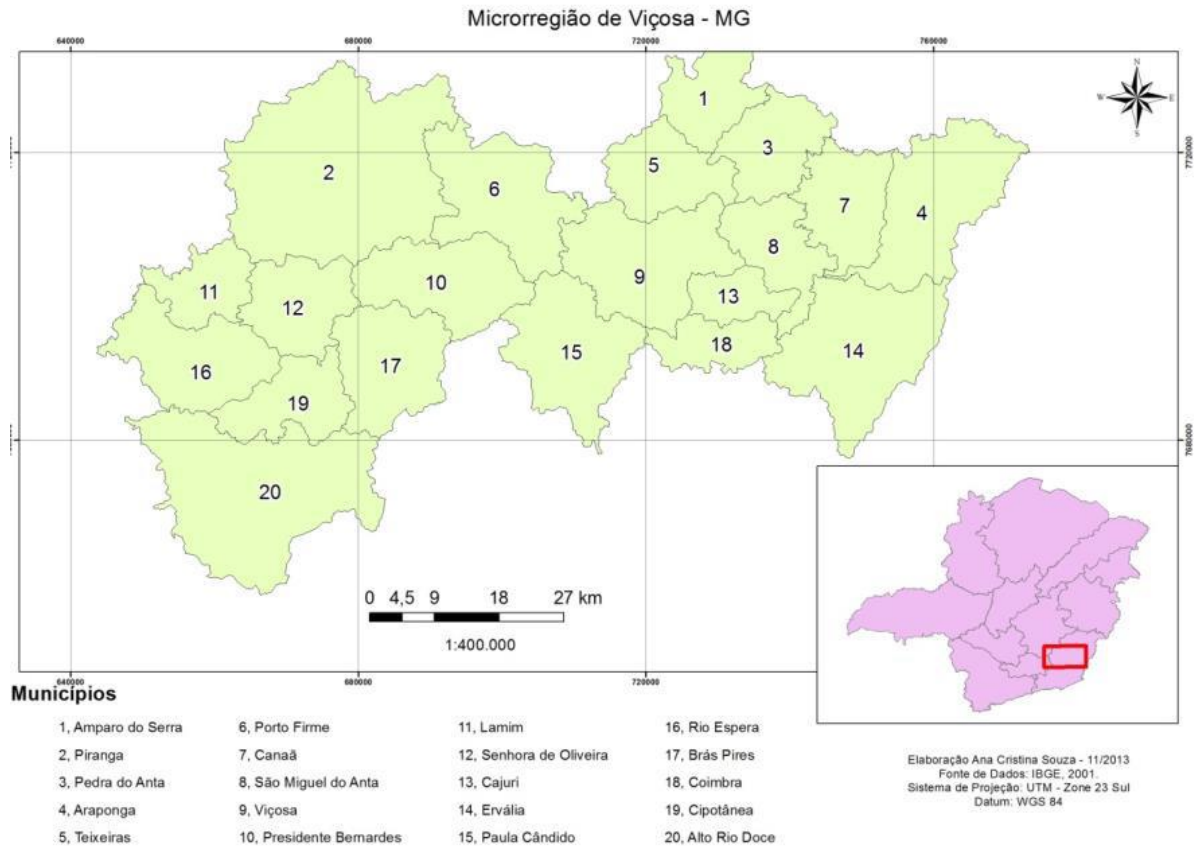 Microrregião de Viçosa - MG
640000 680000 720000 760000
N
W E
S
1
2
3
5
7720000
6
7
4
8
9
10
11
13
12
18
14
15
17
16
19
7680000
20
0 4,5 9 18 27 km
1:400.000
640000 680000 720000
Municípios
1, Amparo do Serra
2, Piranga
3, Pedra do Anta
4, Araponga
5, Teixeiras
6, Porto Firme
7, Canaã
8, São Miguel do Anta
9, Viçosa
10, Presidente Bernardes
11, Lamim
12, Senhora de Oliveira
13, Cajuri
14, Ervália
15, Paula Cândido
16, Rio Espera
17, Brás Pires
18, Coimbra
19, Cipotânea
20, Alto Rio Doce
Elaboração Ana Cristina Souza - 11/2013
Fonte de Dados: IBGE, 2001.
Sistema de Projeção: UTM - Zone 23 Sul
Datum: WGS 84